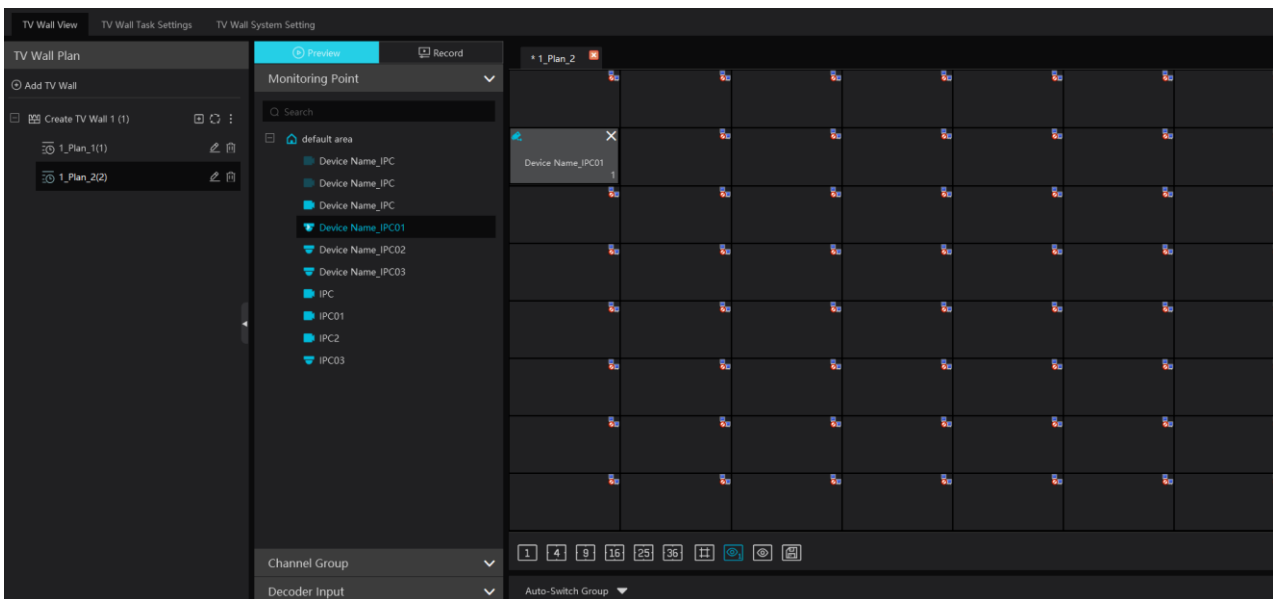 TV Wall View TV Wall Task Settings TV Wall System Setting
TV Wall Plan
Add TV Wall
Create TV Wall 1 (1)
1_Plan_1(1)
1_Plan_2(2)
Preview Record
Monitoring Point
Search
default area
Device Name_IPC
Device Name_IPC
Device Name_IPC
Device Name_IPC01
Device Name_IPC02
Device Name_IPC03
IPC
IPC01
IPC2
IPC03
Channel Group
Decoder Input
* 1_Plan_2
Device Name_IPC01
1
1 4 9 16 25 36
Auto-Switch Group